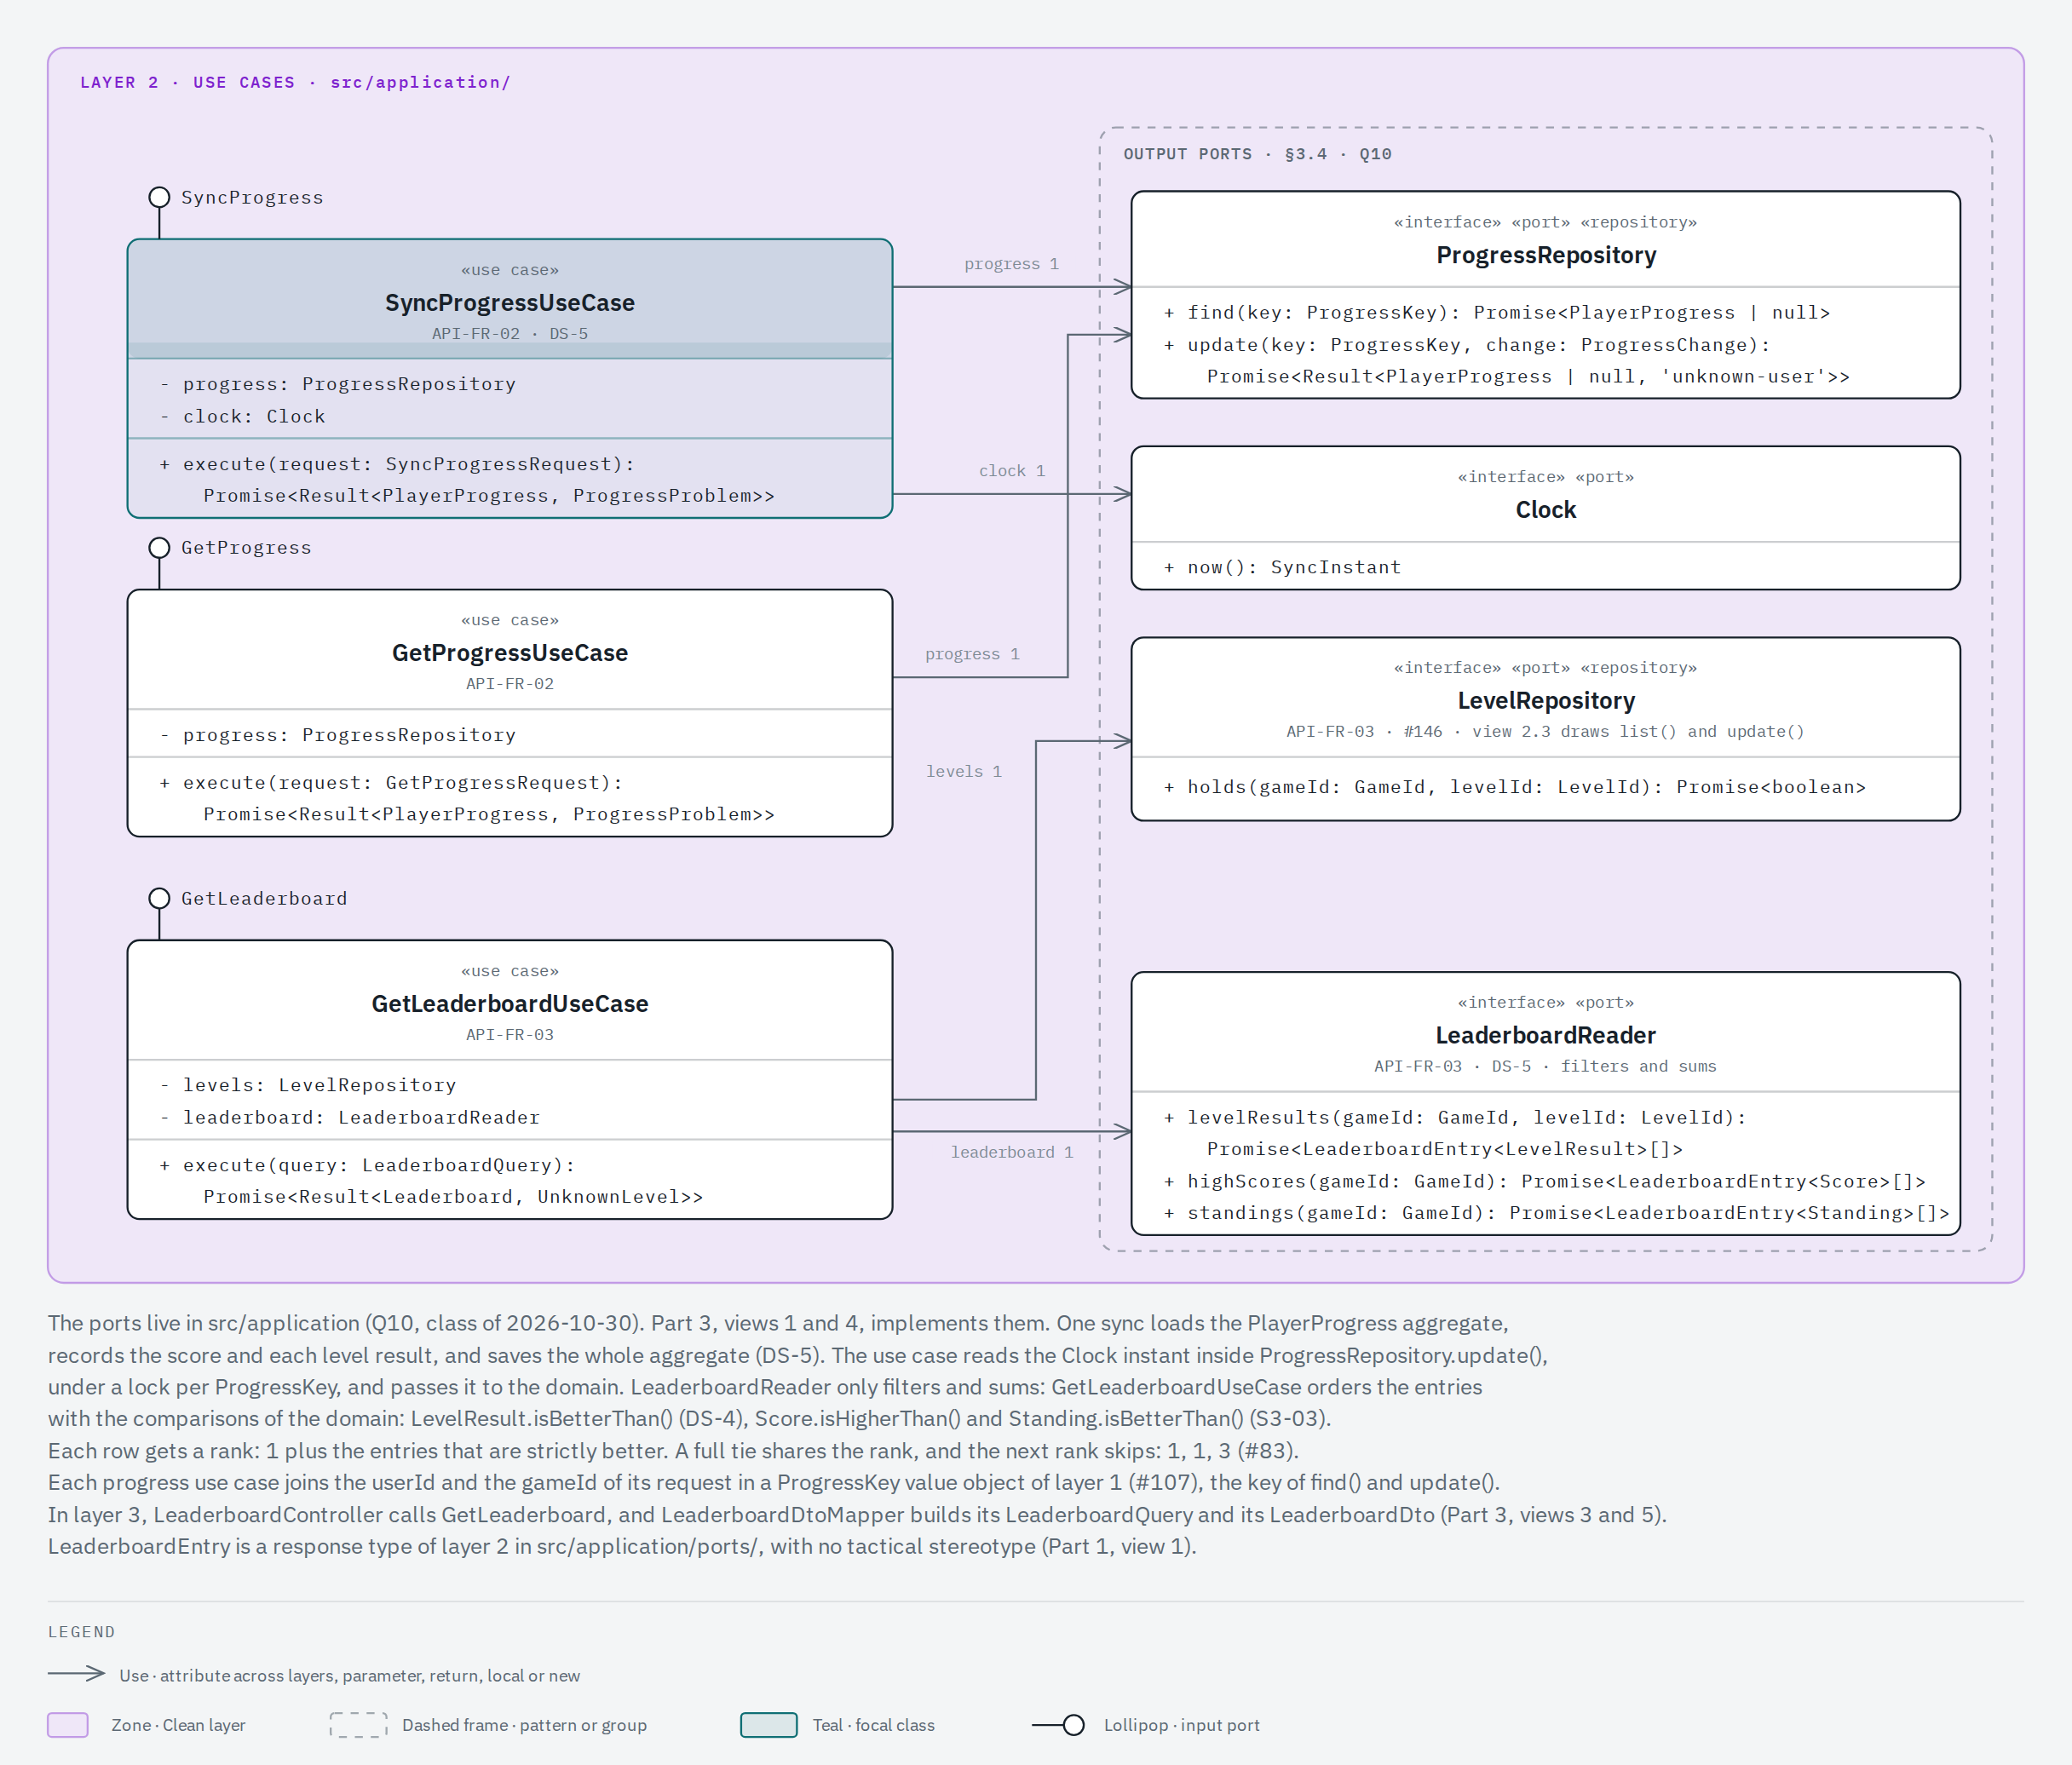 LAYER 2 · USE CASES · src/application/
OUTPUT PORTS · §3.4 · Q10
SyncProgress
«use case»
SyncProgressUseCase
API-FR-02 · DS-5
- progress: ProgressRepository
- clock: Clock
+ execute(request: SyncProgressRequest):
Promise<Result<PlayerProgress, ProgressProblem>>
GetProgress
«use case»
GetProgressUseCase
API-FR-02
- progress: ProgressRepository
+ execute(request: GetProgressRequest):
Promise<Result<PlayerProgress, ProgressProblem>>
GetLeaderboard
«use case»
GetLeaderboardUseCase
API-FR-03
- levels: LevelRepository
- leaderboard: LeaderboardReader
+ execute(query: LeaderboardQuery):
Promise<Result<Leaderboard, UnknownLevel>>
progress 1
clock 1
progress 1
levels 1
leaderboard 1
«interface» «port» «repository»
ProgressRepository
+ find(key: ProgressKey): Promise<PlayerProgress | null>
+ update(key: ProgressKey, change: ProgressChange):
Promise<Result<PlayerProgress | null, 'unknown-user'>>
«interface» «port»
Clock
+ now(): SyncInstant
«interface» «port» «repository»
LevelRepository
API-FR-03 · #146 · view 2.3 draws list() and update()
+ holds(gameId: GameId, levelId: LevelId): Promise<boolean>
«interface» «port»
LeaderboardReader
API-FR-03 · DS-5 · filters and sums
+ levelResults(gameId: GameId, levelId: LevelId):
Promise<LeaderboardEntry<LevelResult>[]>
+ highScores(gameId: GameId): Promise<LeaderboardEntry<Score>[]>
+ standings(gameId: GameId): Promise<LeaderboardEntry<Standing>[]>
The ports live in src/application (Q10, class of 2026-10-30). Part 3, views 1 and 4, implements them. One sync loads the PlayerProgress aggregate,
records the score and each level result, and saves the whole aggregate (DS-5). The use case reads the Clock instant inside ProgressRepository.update(),
under a lock per ProgressKey, and passes it to the domain. LeaderboardReader only filters and sums: GetLeaderboardUseCase orders the entries
with the comparisons of the domain: LevelResult.isBetterThan() (DS-4), Score.isHigherThan() and Standing.isBetterThan() (S3-03).
Each row gets a rank: 1 plus the entries that are strictly better. A full tie shares the rank, and the next rank skips: 1, 1, 3 (#83).
Each progress use case joins the userId and the gameId of its request in a ProgressKey value object of layer 1 (#107), the key of find() and update().
In layer 3, LeaderboardController calls GetLeaderboard, and LeaderboardDtoMapper builds its LeaderboardQuery and its LeaderboardDto (Part 3, views 3 and 5).
LeaderboardEntry is a response type of layer 2 in src/application/ports/, with no tactical stereotype (Part 1, view 1).
LEGEND
Use · attribute across layers, parameter, return, local or new
Zone · Clean layer
Dashed frame · pattern or group
Teal · focal class
Lollipop · input port